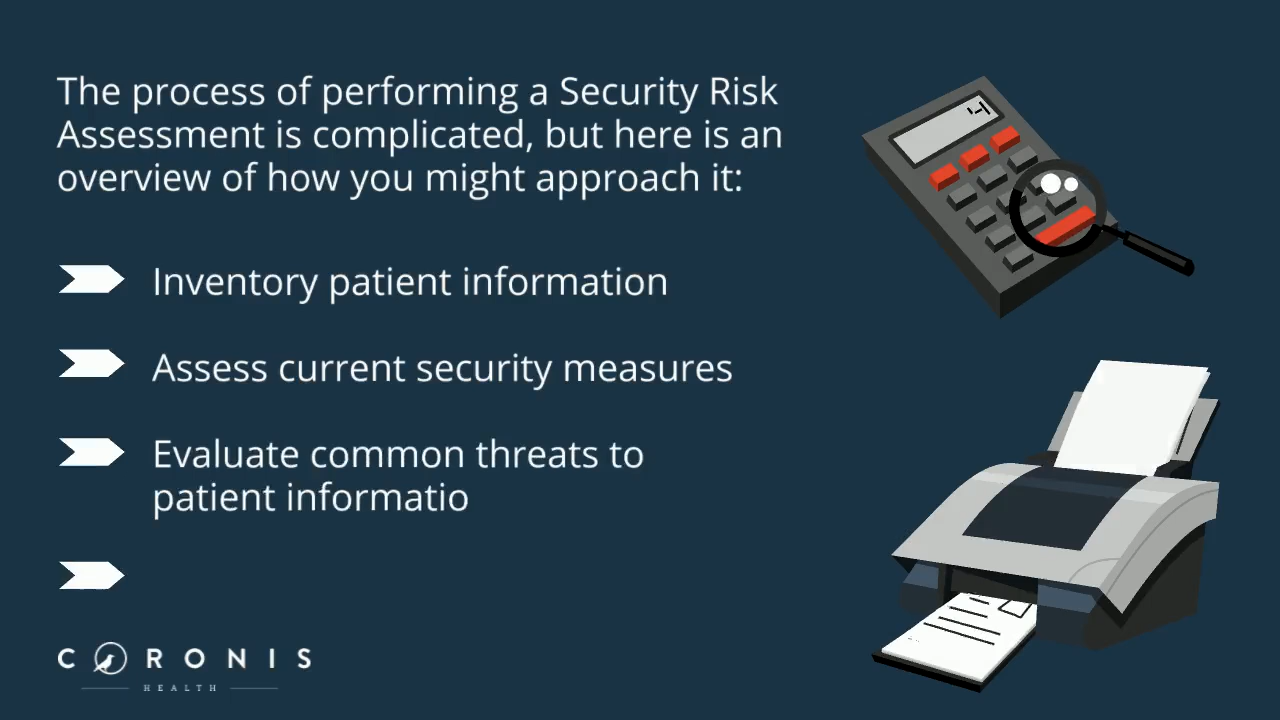 The process of performing a Security Risk
Assessment is complicated, but here is an
overview of how you might approach it:
Inventory patient information
Assess current security measures
Evaluate common threats to
patient informatio
CORONIS
HEALTH